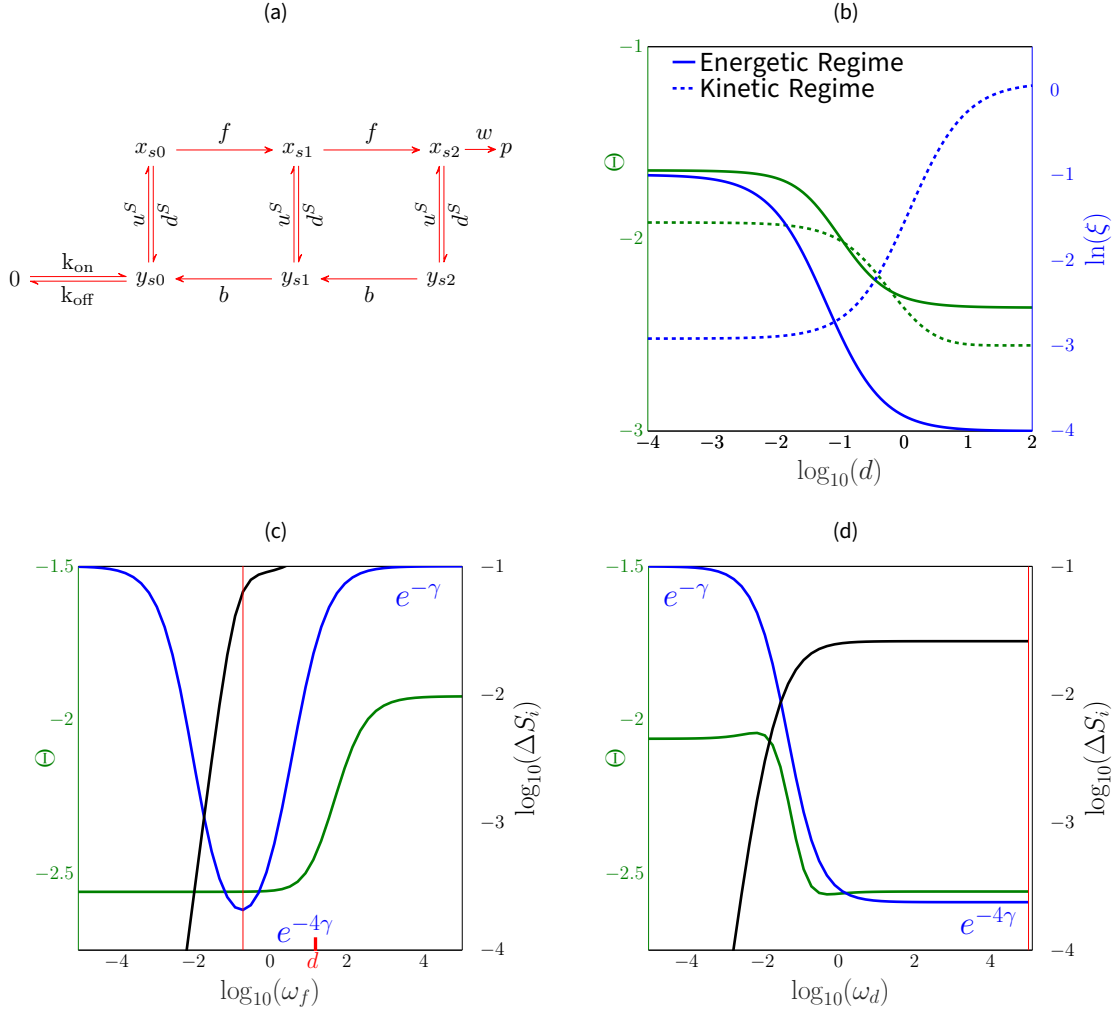 (a)
x_{s0} f x_{s1} f x_{s2} w p
u^S d^S u^S d^S u^S d^S
0 k_{on} k_{off} y_{s0} b y_{s1} b y_{s2}
(b)
Energetic Regime
Kinetic Regime
−1
−2
−3
Θ
0
−1
−2
−3
−4
ln(ξ)
−4 −3 −2 −1 0 1 2
log_{10}(d)
(c)
−1.5
−2
−2.5
Θ
e^{−γ}
e^{−4γ}
d
−1
−2
−3
−4
log_{10}(ΔS_i)
−4 −2 0 2 4
log_{10}(ω_f)
(d)
−1.5
−2
−2.5
Θ
e^{−γ}
e^{−4γ}
−1
−2
−3
−4
log_{10}(ΔS_i)
−4 −2 0 2 4
log_{10}(ω_d)